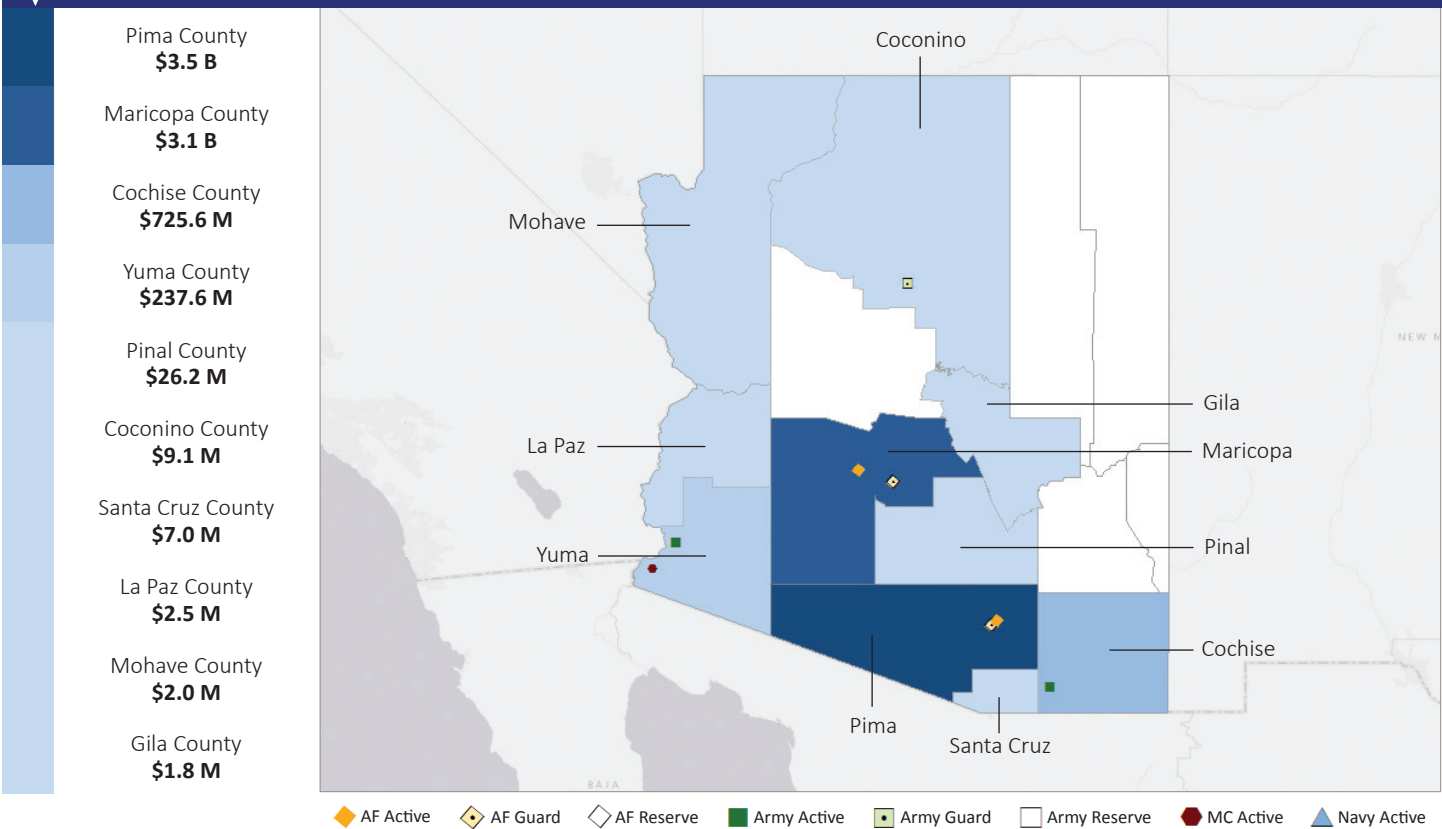 Pima County
$3.5 B
Maricopa County
$3.1 B
Cochise County
$725.6 M
Yuma County
$237.6 M
Pinal County
$26.2 M
Coconino County
$9.1 M
Santa Cruz County
$7.0 M
La Paz County
$2.5 M
Mohave County
$2.0 M
Gila County
$1.8 M
Coconino
Mohave
NEW M
Gila
La Paz
Maricopa
Yuma
Pinal
Cochise
Pima
Santa Cruz
BAJA
AF Active
AF Guard
AF Reserve
Army Active
Army Guard
Army Reserve
MC Active
Navy Active